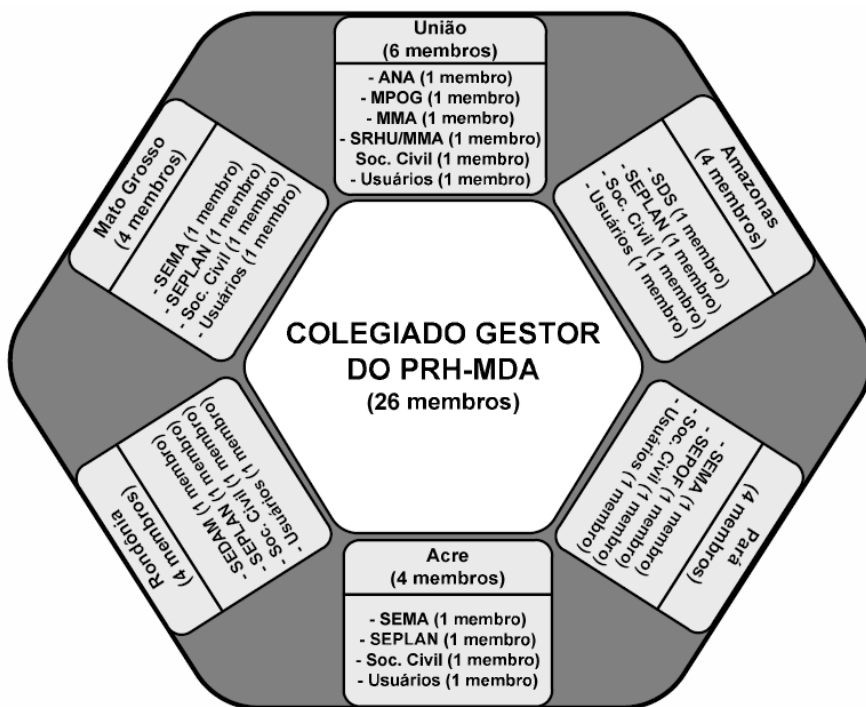 União
(6 membros)
- ANA (1 membro)
- MPOG (1 membro)
- MMA (1 membro)
- SRHU/MMA (1 membro)
Soc. Civil (1 membro)
- Usuários (1 membro)
Amazonas
(4 membros)
- SDS (1 membro)
- SEPLAN (1 membro)
- Soc. Civil (1 membro)
- Usuários (1 membro)
Pará
(4 membros)
- SEMA (1 membro)
- SEPOF (1 membro)
- Soc. Civil (1 membro)
- Usuários (1 membro)
Acre
(4 membros)
- SEMA (1 membro)
- SEPLAN (1 membro)
- Soc. Civil (1 membro)
- Usuários (1 membro)
Rondônia
(4 membros)
- SEDAM (1 membro)
- SEPLAN (1 membro)
- Soc. Civil (1 membro)
- Usuários (1 membro)
Mato Grosso
(4 membros)
- SEMA (1 membro)
- SEPLAN (1 membro)
- Soc. Civil (1 membro)
- Usuários (1 membro)
COLEGIADO GESTOR
DO PRH-MDA
(26 membros)